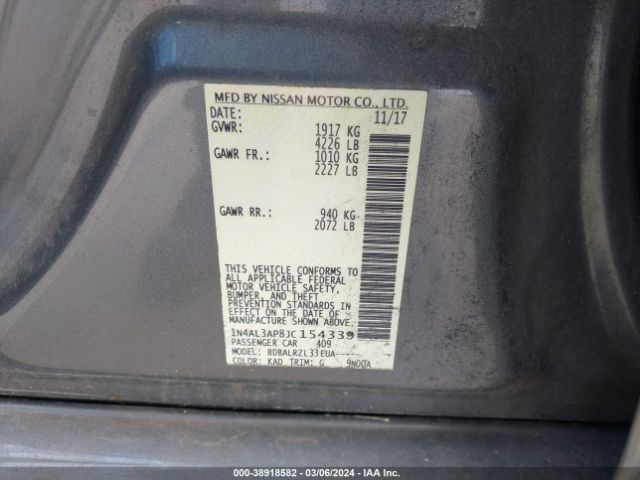 MFD BY NISSAN MOTOR CO., LTD.
DATE: 11/17
GVWR: 1917 KG
4226 LB
GAWR FR.: 1010 KG
2227 LB
GAWR RR.: 940 KG
2072 LB
THIS VEHICLE CONFORMS TO
ALL APPLICABLE FEDERAL
MOTOR VEHICLE SAFETY,
BUMPER, AND THEFT
PREVENTION STANDARDS IN
EFFECT ON THE DATE OF
MANUFACTURE SHOWN ABOVE.
1N4AL3AP8JC154339
PASSENGER CAR 409
MODEL: BDBALRZL33EUA-----
COLOR: KAD TRIM: G 9N00A
000-38918582 — 03/06/2024 — IAA Inc.